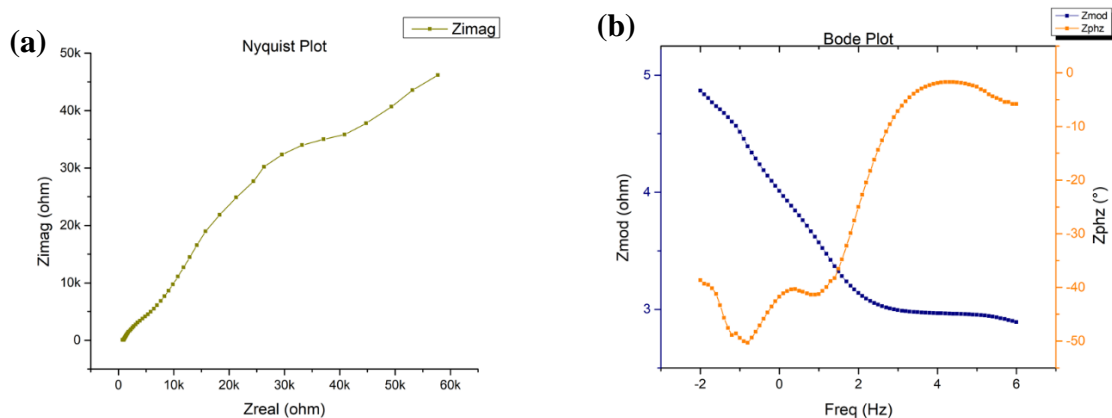 (a)
Zimag
Nyquist Plot
50k
40k
30k
20k
10k
0
Zimag (ohm)
0 10k 20k 30k 40k 50k 60k
Zreal (ohm)
(b)
Zmod
Zphz
Bode Plot
5
4
3
Zmod (ohm)
0
-10
-20
-30
-40
-50
Zphz (°)
-2 0 2 4 6
Freq (Hz)